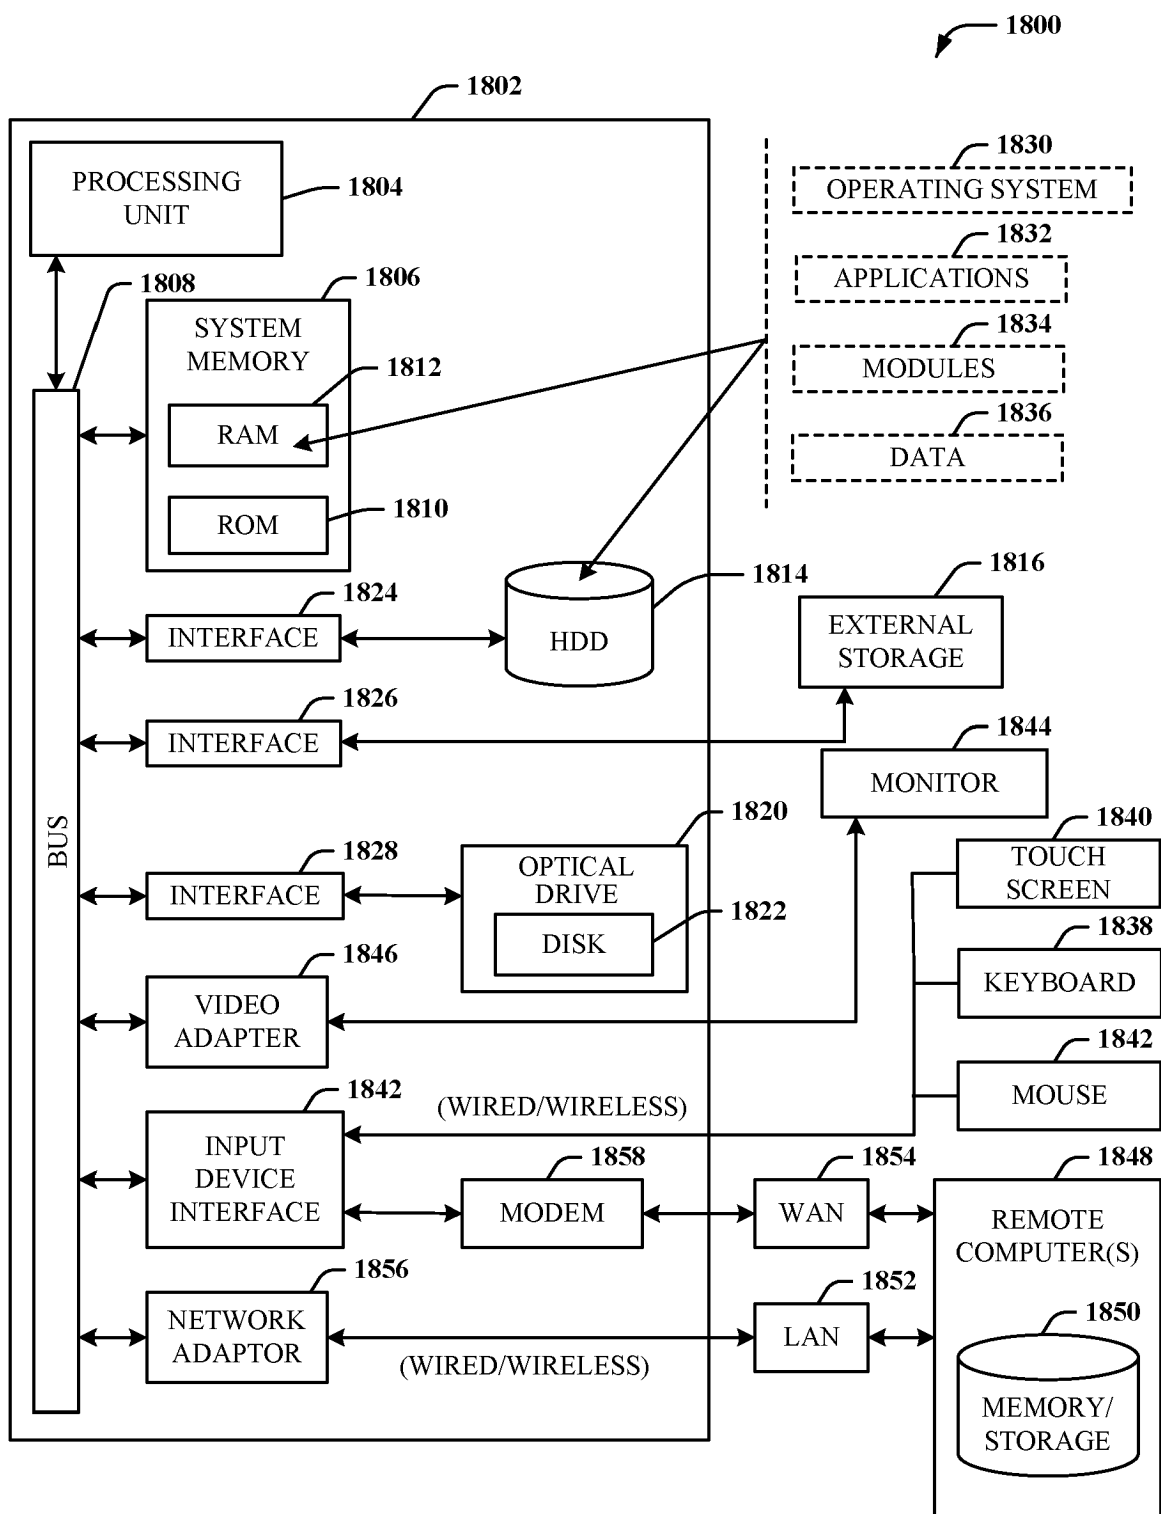 1800
1802
PROCESSING
UNIT
1804
1808
1806
SYSTEM
MEMORY
1812
RAM
1810
ROM
1830
OPERATING SYSTEM
1832
APPLICATIONS
1834
MODULES
1836
DATA
1824
INTERFACE
1814
HDD
1816
EXTERNAL
STORAGE
1826
INTERFACE
1844
MONITOR
BUS
1828
INTERFACE
1820
OPTICAL
DRIVE
1822
DISK
1840
TOUCH
SCREEN
1838
KEYBOARD
1842
MOUSE
1846
VIDEO
ADAPTER
1842
INPUT
DEVICE
INTERFACE
(WIRED/WIRELESS)
1858
MODEM
1854
WAN
1848
REMOTE
COMPUTER(S)
1856
NETWORK
ADAPTOR
(WIRED/WIRELESS)
1852
LAN
1850
MEMORY/
STORAGE